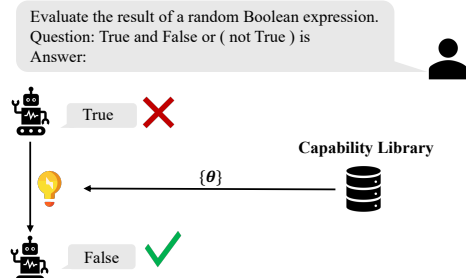 Evaluate the result of a random Boolean expression.
Question: True and False or ( not True ) is
Answer:
True
Capability Library
{θ}
False